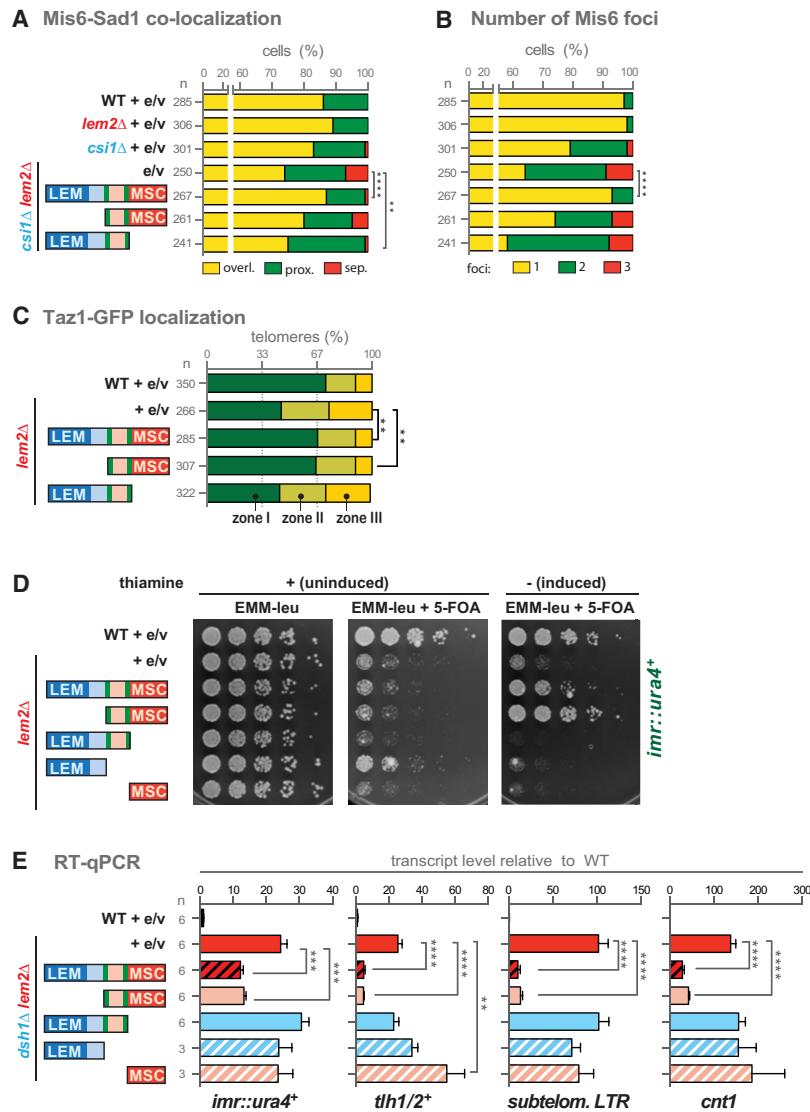 A Mis6-Sad1 co-localization
cells (%)
n 0 20 60 80 100
WT + e/v 285
lem2Δ + e/v 306
csi1Δ + e/v 301
csi1Δ lem2Δ
e/v 250
LEM MSC 267
MSC 261
LEM 241
****
**
overl. prox. sep.
B Number of Mis6 foci
cells (%)
n 0 20 60 80 100
285
306
301
250
267
261
241
****
foci: 1 2 3
C Taz1-GFP localization
telomeres (%)
n 0 33 67 100
WT + e/v 350
lem2Δ
+ e/v 266
LEM MSC 285
MSC 307
LEM 322
**
**
zone I zone II zone III
D
thiamine + (uninduced) - (induced)
EMM-leu EMM-leu + 5-FOA EMM-leu + 5-FOA
WT + e/v
lem2Δ
+ e/v
LEM MSC
MSC
LEM
LEM
MSC
imr::ura4+
E RT-qPCR
transcript level relative to WT
n 0 10 20 30 40 0 20 40 60 80 0 50 100 150 0 100 200 300
WT + e/v 6
dsh1Δ lem2Δ
+ e/v 6
LEM MSC 6
MSC 6
LEM 6
LEM 3
MSC 3
*** *** **** **** ** **** **** **** ****
imr::ura4+ tlh1/2+ subtelom. LTR cnt1